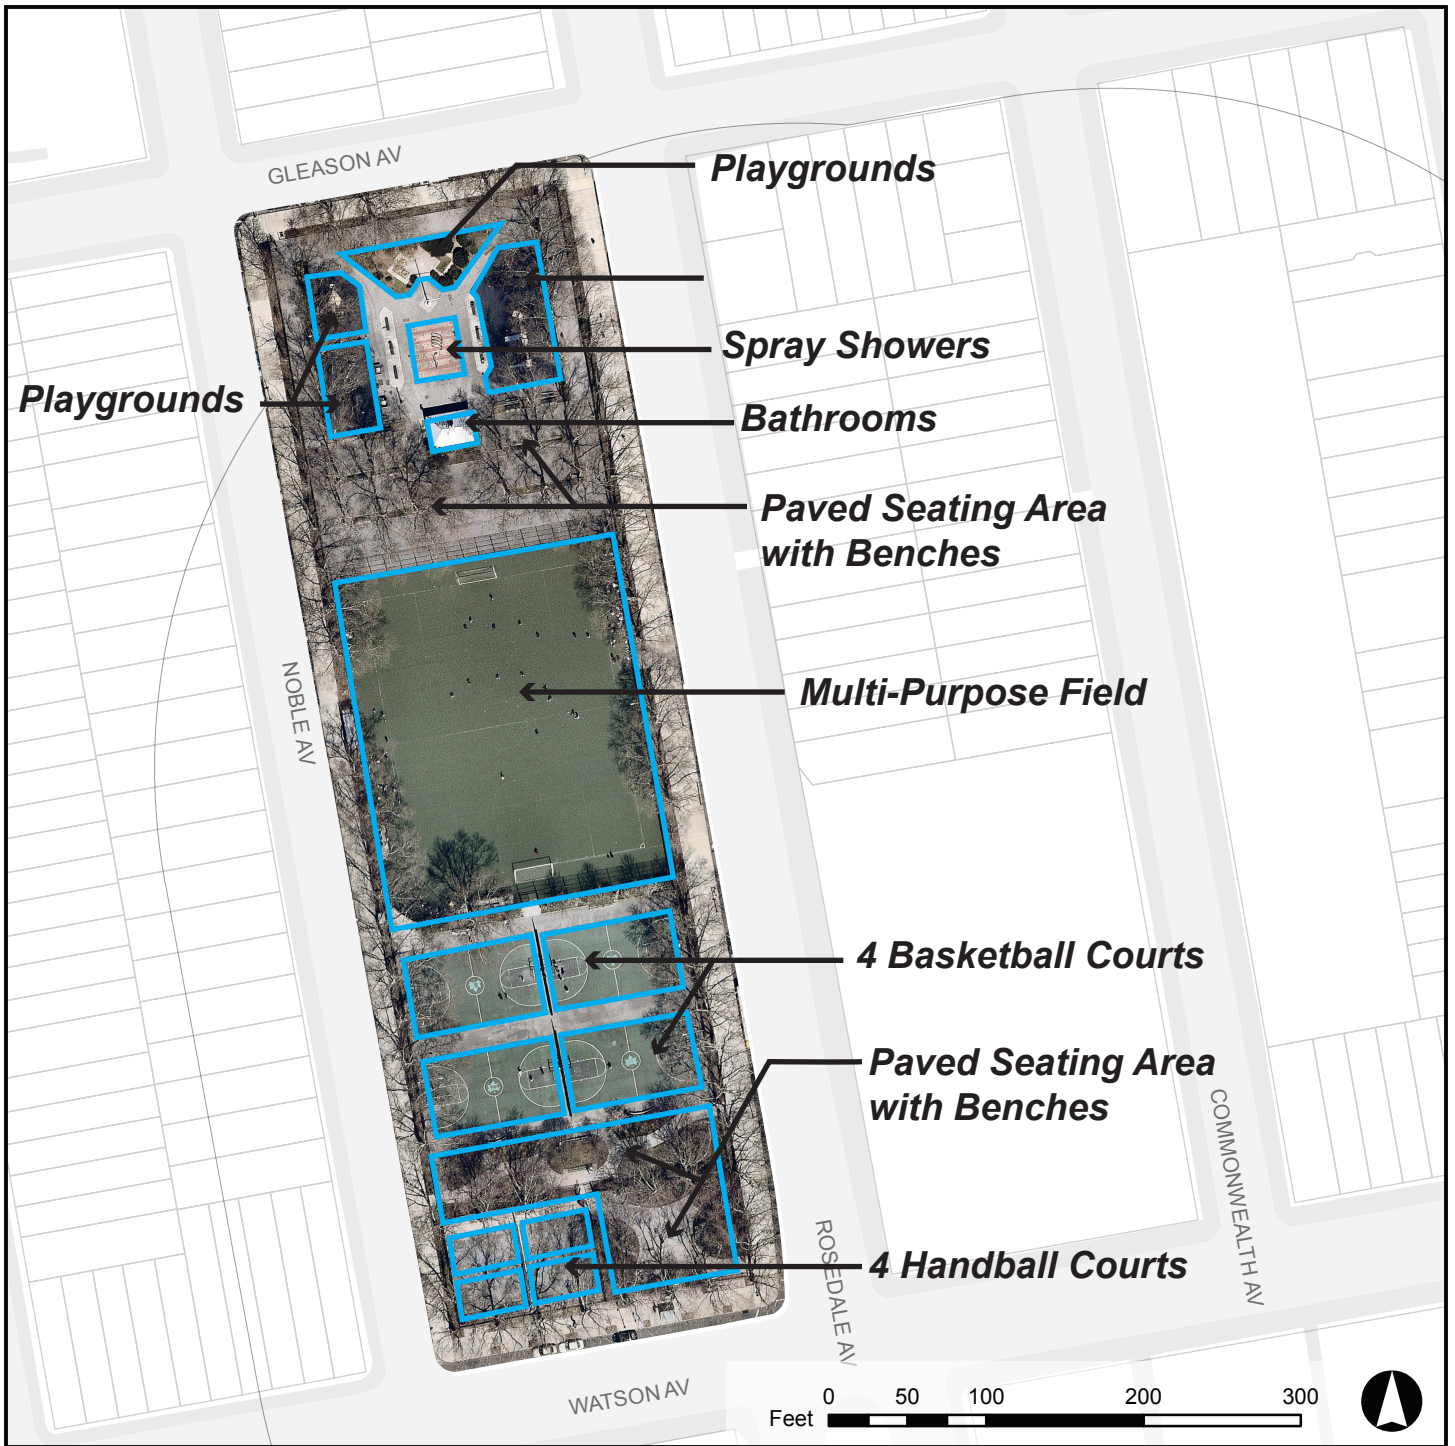 GLEASON AV
Playgrounds
Spray Showers
Playgrounds
Bathrooms
Paved Seating Area
with Benches
NOBLE AV
Multi-Purpose Field
4 Basketball Courts
Paved Seating Area
with Benches
COMMONWEALTH AV
ROSEDALE AV
4 Handball Courts
WATSON AV
0 50 100 200 300
Feet